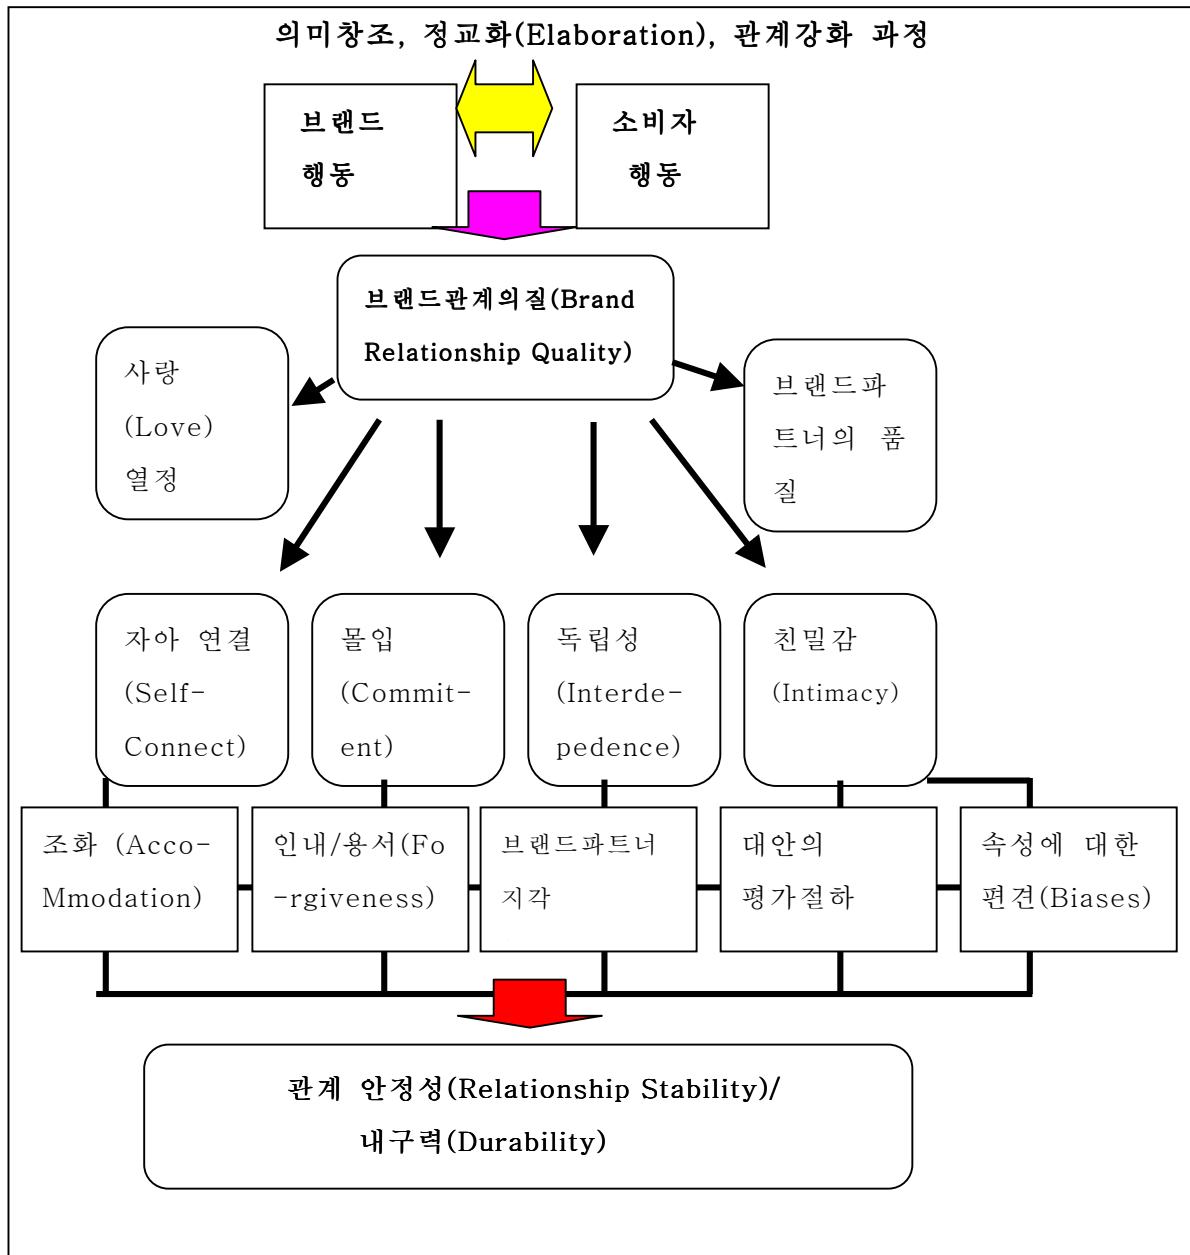 의미창조, 정교화(Elaboration), 관계강화 과정
브랜드
행동
소비자
행동
브랜드관계의질(Brand
Relationship Quality)
사랑
(Love)
열정
브랜드파
트너의 품
질
자아 연결
(Self-
Connect)
몰입
(Commit-
ent)
독립성
(Interde-
pedence)
친밀감
(Intimacy)
조화 (Acco-
Mmodation)
인내/용서(Fo
-rgiveness)
브랜드파트너
지각
대안의
평가절하
속성에 대한
편견(Biases)
관계 안정성(Relationship Stability)/
내구력(Durability)